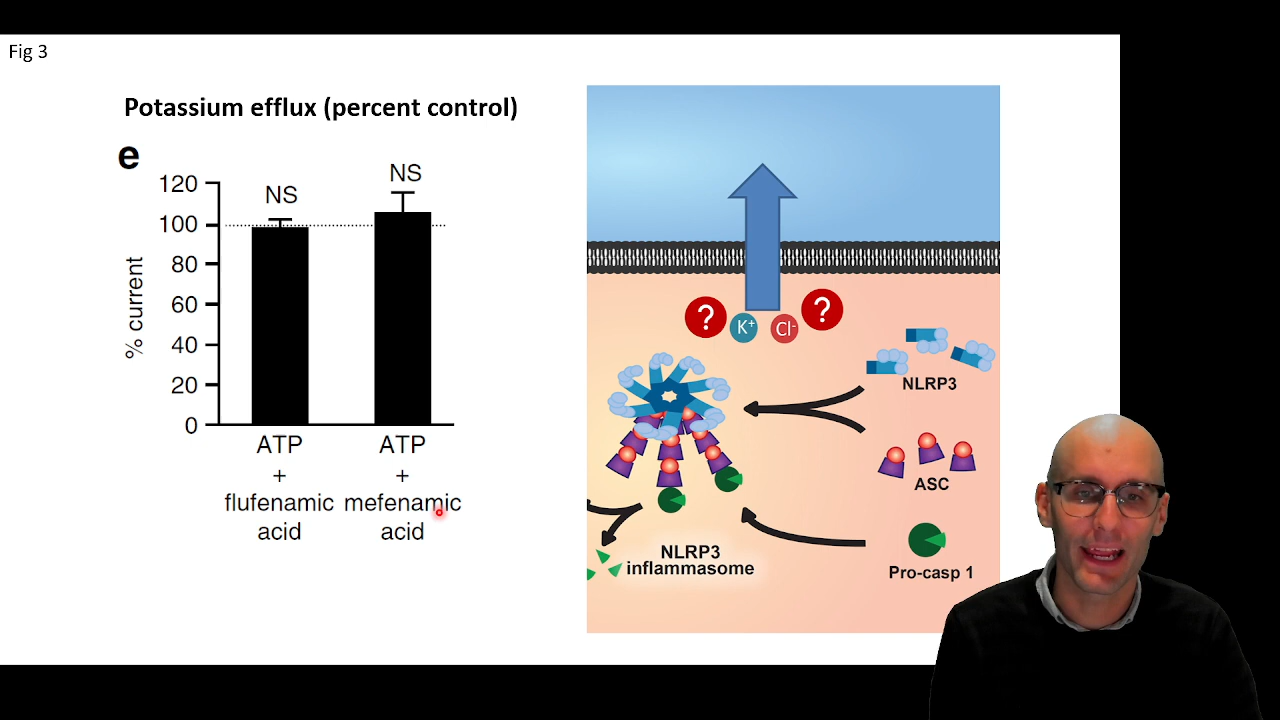 Fig 3
Potassium efflux (percent control)
e
NS
NS
120
100
80
60
40
20
0
% current
ATP
+
flufenamic
acid
ATP
+
mefenamic
acid
?
K+
Cl-
?
NLRP3
ASC
NLRP3
inflammasome
Pro-casp 1